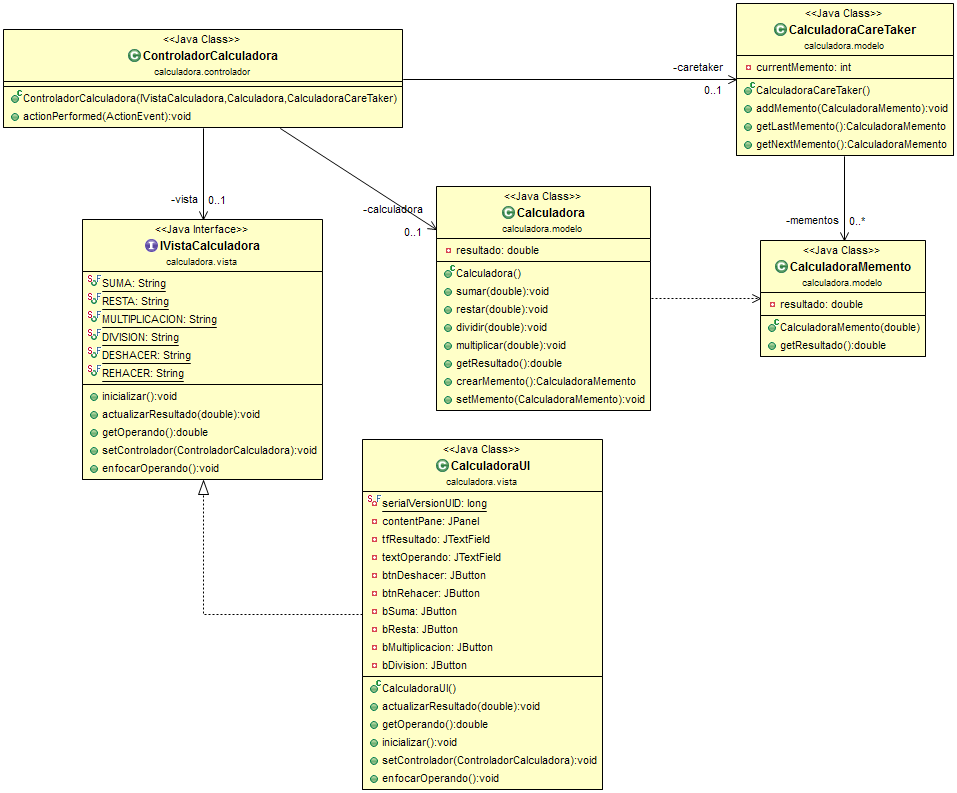 <<Java Class>>
ControladorCalculadora
calculadora.controlador
ControladorCalculadora(IVistaCalculadora,Calculadora,CalculadoraCareTaker)
actionPerformed(ActionEvent):void
-caretaker
0..1
<<Java Class>>
CalculadoraCareTaker
calculadora.modelo
currentMemento: int
CalculadoraCareTaker()
addMemento(CalculadoraMemento):void
getLastMemento():CalculadoraMemento
getNextMemento():CalculadoraMemento
-vista
0..1
-calculadora
0..1
-mementos
0..*
<<Java Interface>>
IVistaCalculadora
calculadora.vista
SUMA: String
RESTA: String
MULTIPLICACION: String
DIVISION: String
DESHACER: String
REHACER: String
inicializar():void
actualizarResultado(double):void
getOperando():double
setControlador(ControladorCalculadora):void
enfocarOperando():void
<<Java Class>>
Calculadora
calculadora.modelo
resultado: double
Calculadora()
sumar(double):void
restar(double):void
dividir(double):void
multiplicar(double):void
getResultado():double
crearMemento():CalculadoraMemento
setMemento(CalculadoraMemento):void
<<Java Class>>
CalculadoraMemento
calculadora.modelo
resultado: double
CalculadoraMemento(double)
getResultado():double
<<Java Class>>
CalculadoraUI
calculadora.vista
serialVersionUID: long
contentPane: JPanel
tfResultado: JTextField
textOperando: JTextField
btnDeshacer: JButton
btnRehacer: JButton
bSuma: JButton
bResta: JButton
bMultiplicacion: JButton
bDivision: JButton
CalculadoraUI()
actualizarResultado(double):void
getOperando():double
inicializar():void
setControlador(ControladorCalculadora):void
enfocarOperando():void